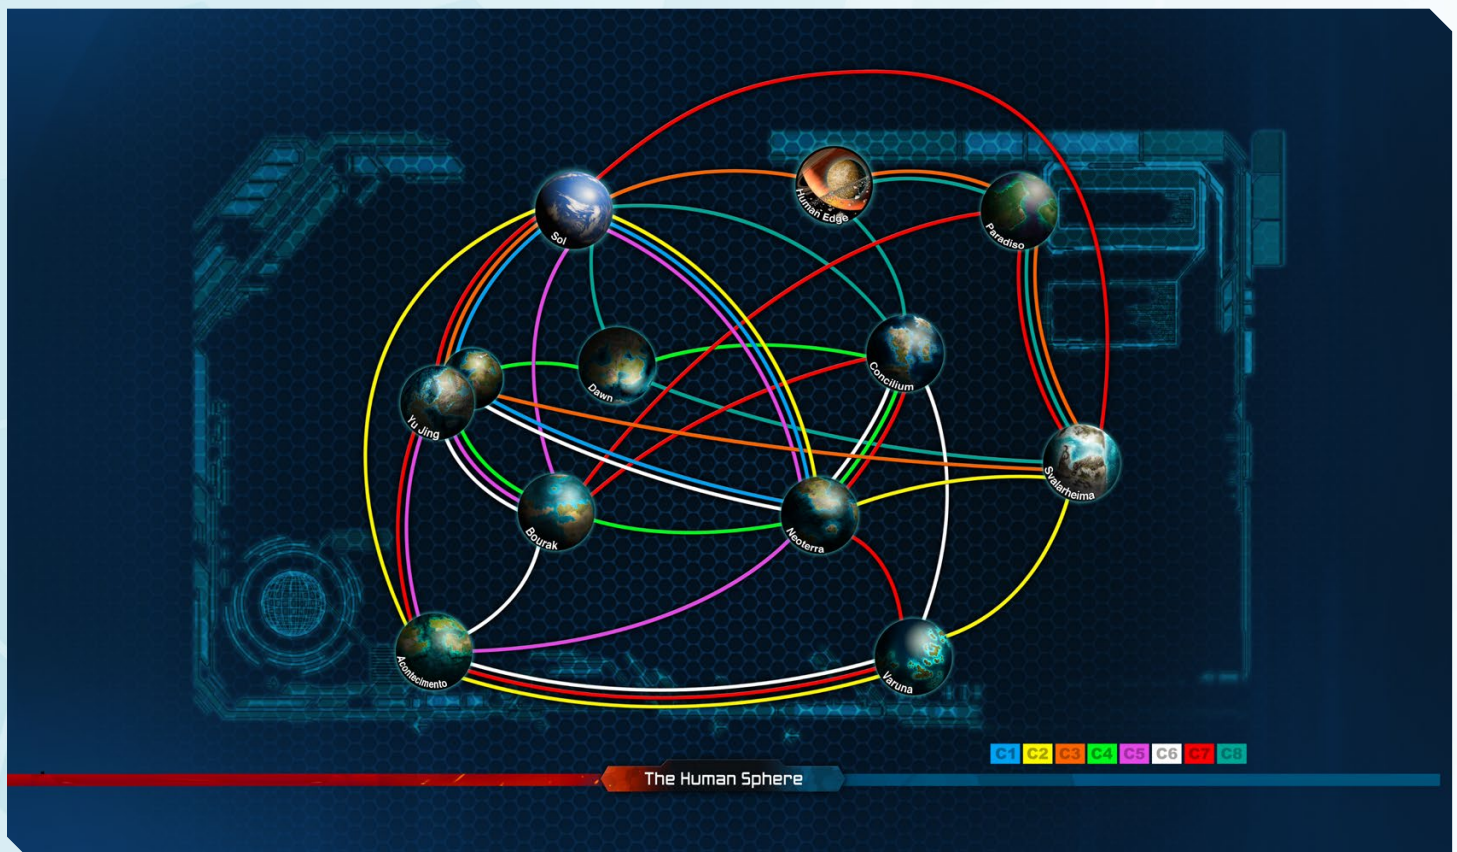 Sol
Human Edge
Paradiso
Yu Jing
Dawn
Concilium
Svalarheima
Bourak
Neoterra
Acontecimento
Varuna
C1 C2 C3 C4 C5 C6 C7 C8
The Human Sphere